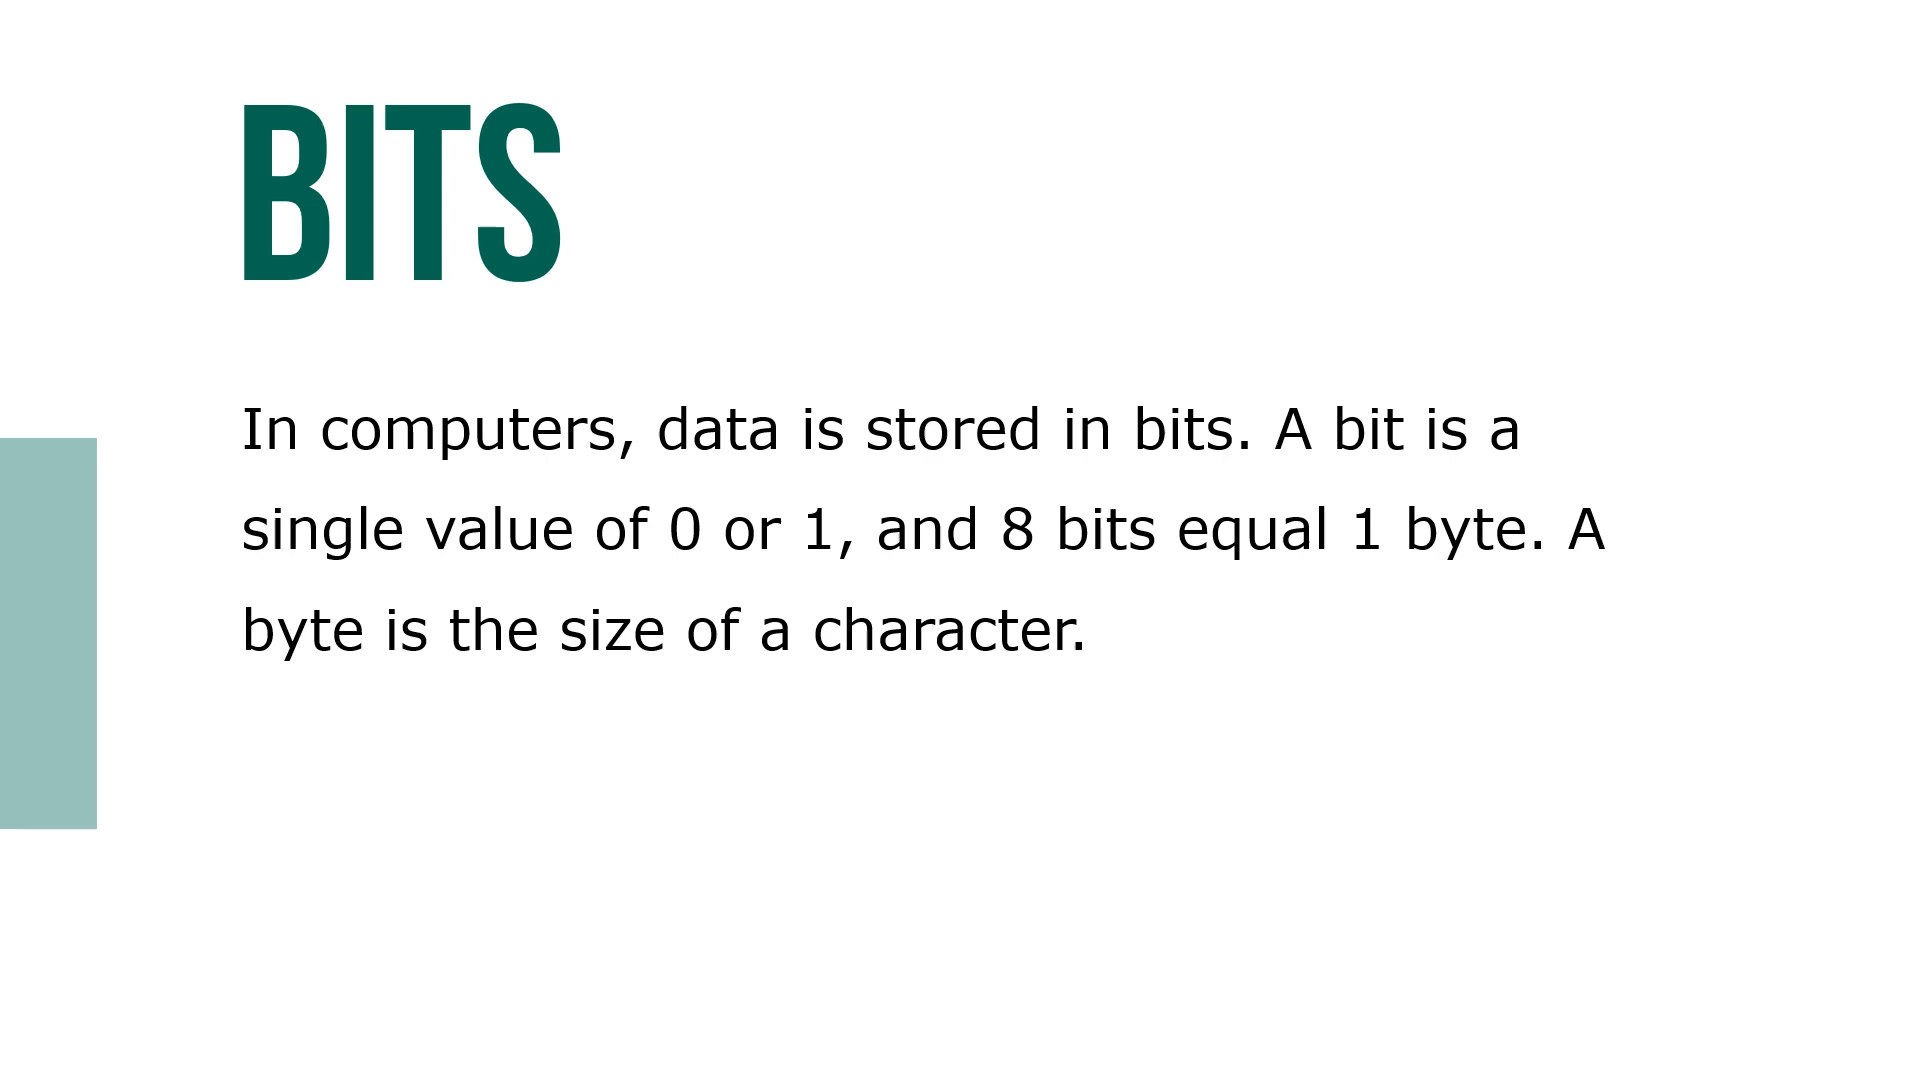 BITS
In computers, data is stored in bits. A bit is a
single value of 0 or 1, and 8 bits equal 1 byte. A
byte is the size of a character.